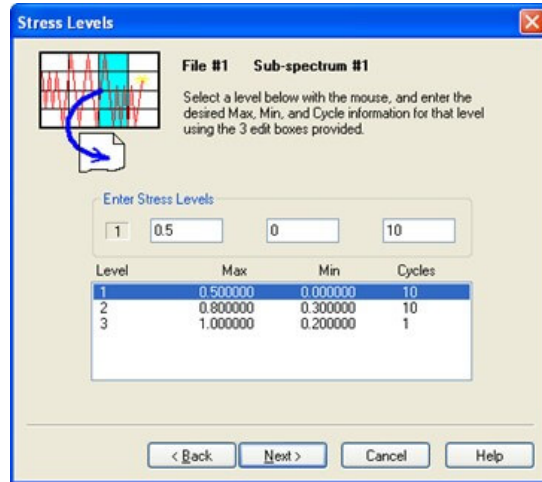 Stress Levels
File #1 Sub-spectrum #1
Select a level below with the mouse, and enter the
desired Max, Min, and Cycle information for that level
using the 3 edit boxes provided.
Enter Stress Levels
1 0.5 0 10
Level Max Min Cycles
1 0.500000 0.000000 10
2 0.800000 0.300000 10
3 1.000000 0.200000 1
< Back Next > Cancel Help